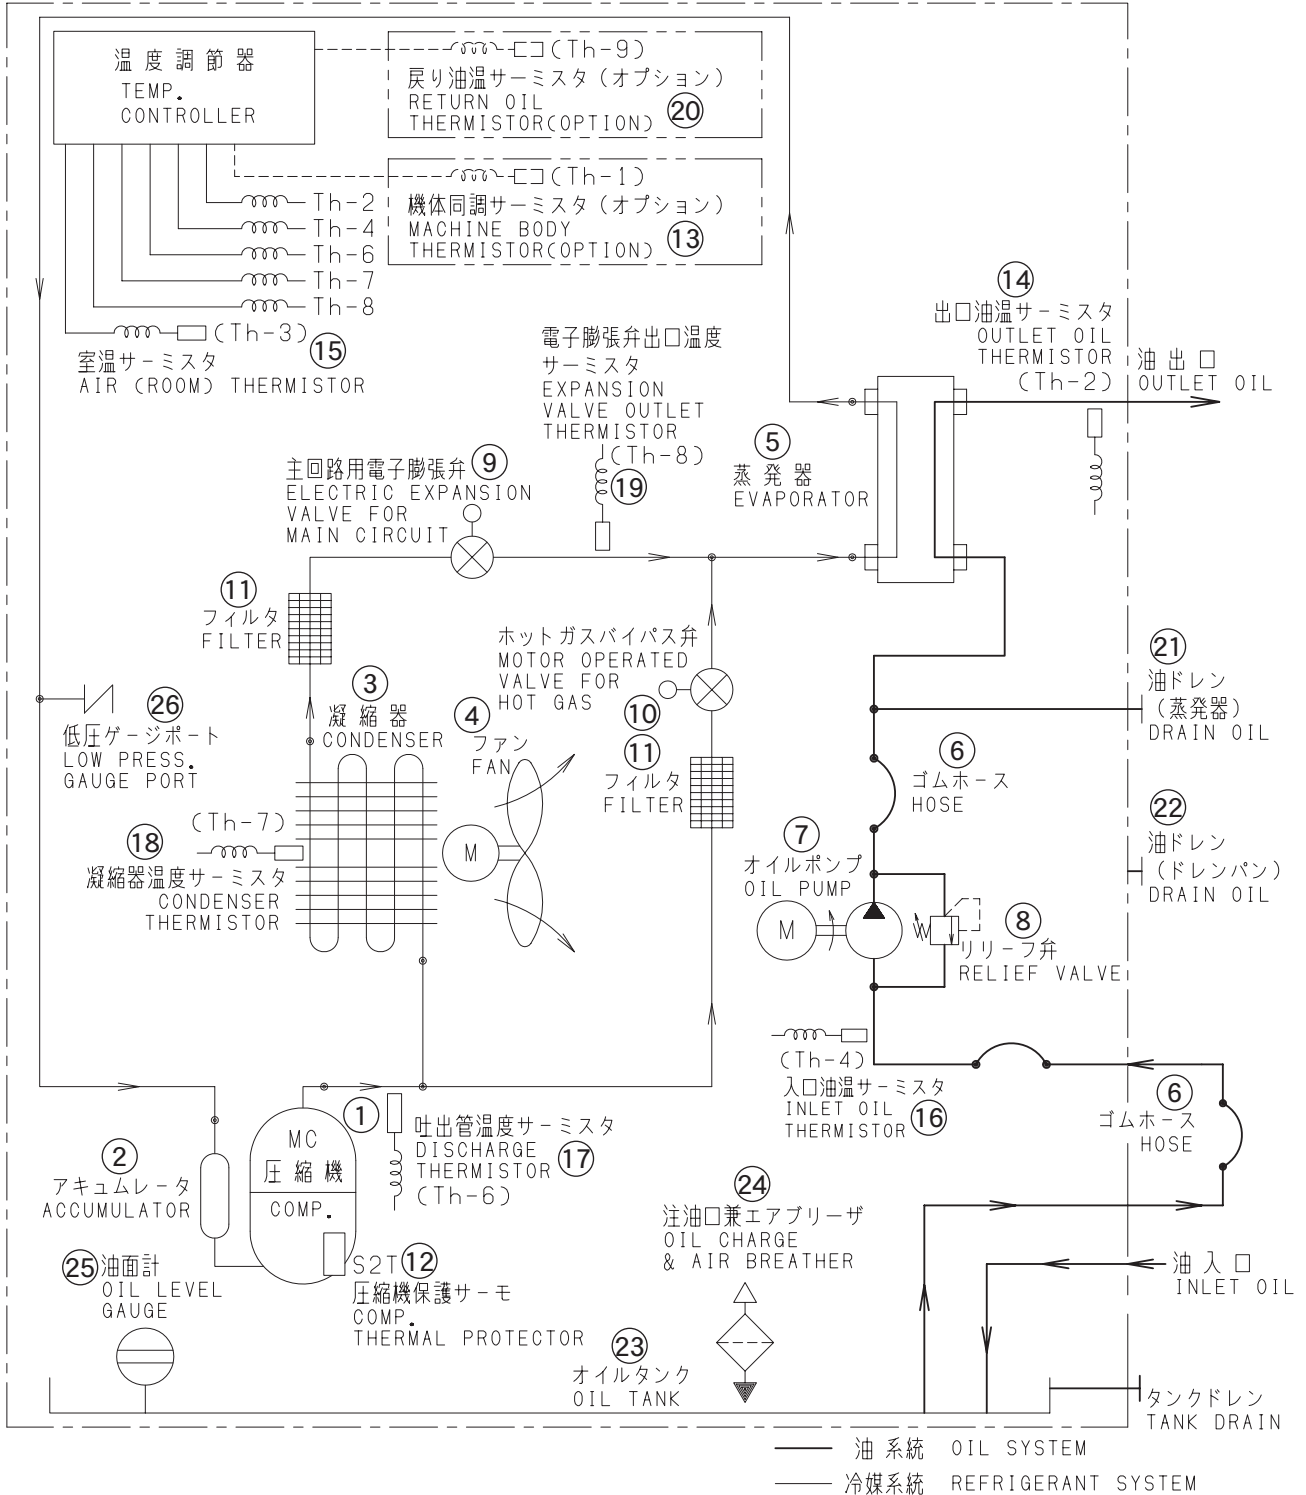 温度調節器
TEMP.
CONTROLLER
(Th-9)
戻り油温サーミスタ(オプション)
RETURN OIL
THERMISTOR(OPTION)
20
(Th-1)
機体同調サーミスタ(オプション)
MACHINE BODY
THERMISTOR(OPTION)
13
Th-2
Th-4
Th-6
Th-7
Th-8
(Th-3)
15
室温サーミスタ
AIR (ROOM) THERMISTOR
14
出口油温サーミスタ
OUTLET OIL
THERMISTOR
(Th-2)
油出口
OUTLET OIL
電子膨張弁出口温度
サーミスタ
EXPANSION
VALVE OUTLET
THERMISTOR
(Th-8)
19
5
蒸発器
EVAPORATOR
9
主回路用電子膨張弁
ELECTRIC EXPANSION
VALVE FOR
MAIN CIRCUIT
11
フィルタ
FILTER
ホットガスバイパス弁
MOTOR OPERATED
VALVE FOR
HOT GAS
10
11
フィルタ
FILTER
21
油ドレン
(蒸発器)
DRAIN OIL
26
低圧ゲージポート
LOW PRESS.
GAUGE PORT
3
凝縮器
CONDENSER
4
ファン
FAN
M
6
ゴムホース
HOSE
(Th-7)
18
凝縮器温度サーミスタ
CONDENSER
THERMISTOR
7
オイルポンプ
OIL PUMP
M
22
油ドレン
(ドレンパン)
DRAIN OIL
8
リリーフ弁
RELIEF VALVE
(Th-4)
入口油温サーミスタ
INLET OIL
THERMISTOR
16
6
ゴムホース
HOSE
1
MC
圧縮機
COMP.
吐出管温度サーミスタ
DISCHARGE
THERMISTOR
(Th-6)
17
2
アキュムレータ
ACCUMULATOR
24
注油口兼エアブリーザ
OIL CHARGE
& AIR BREATHER
25
油面計
OIL LEVEL
GAUGE
S2T
12
圧縮機保護サーモ
COMP.
THERMAL PROTECTOR
油入口
INLET OIL
23
オイルタンク
OIL TANK
タンクドレン
TANK DRAIN
油系統 OIL SYSTEM
冷媒系統 REFRIGERANT SYSTEM